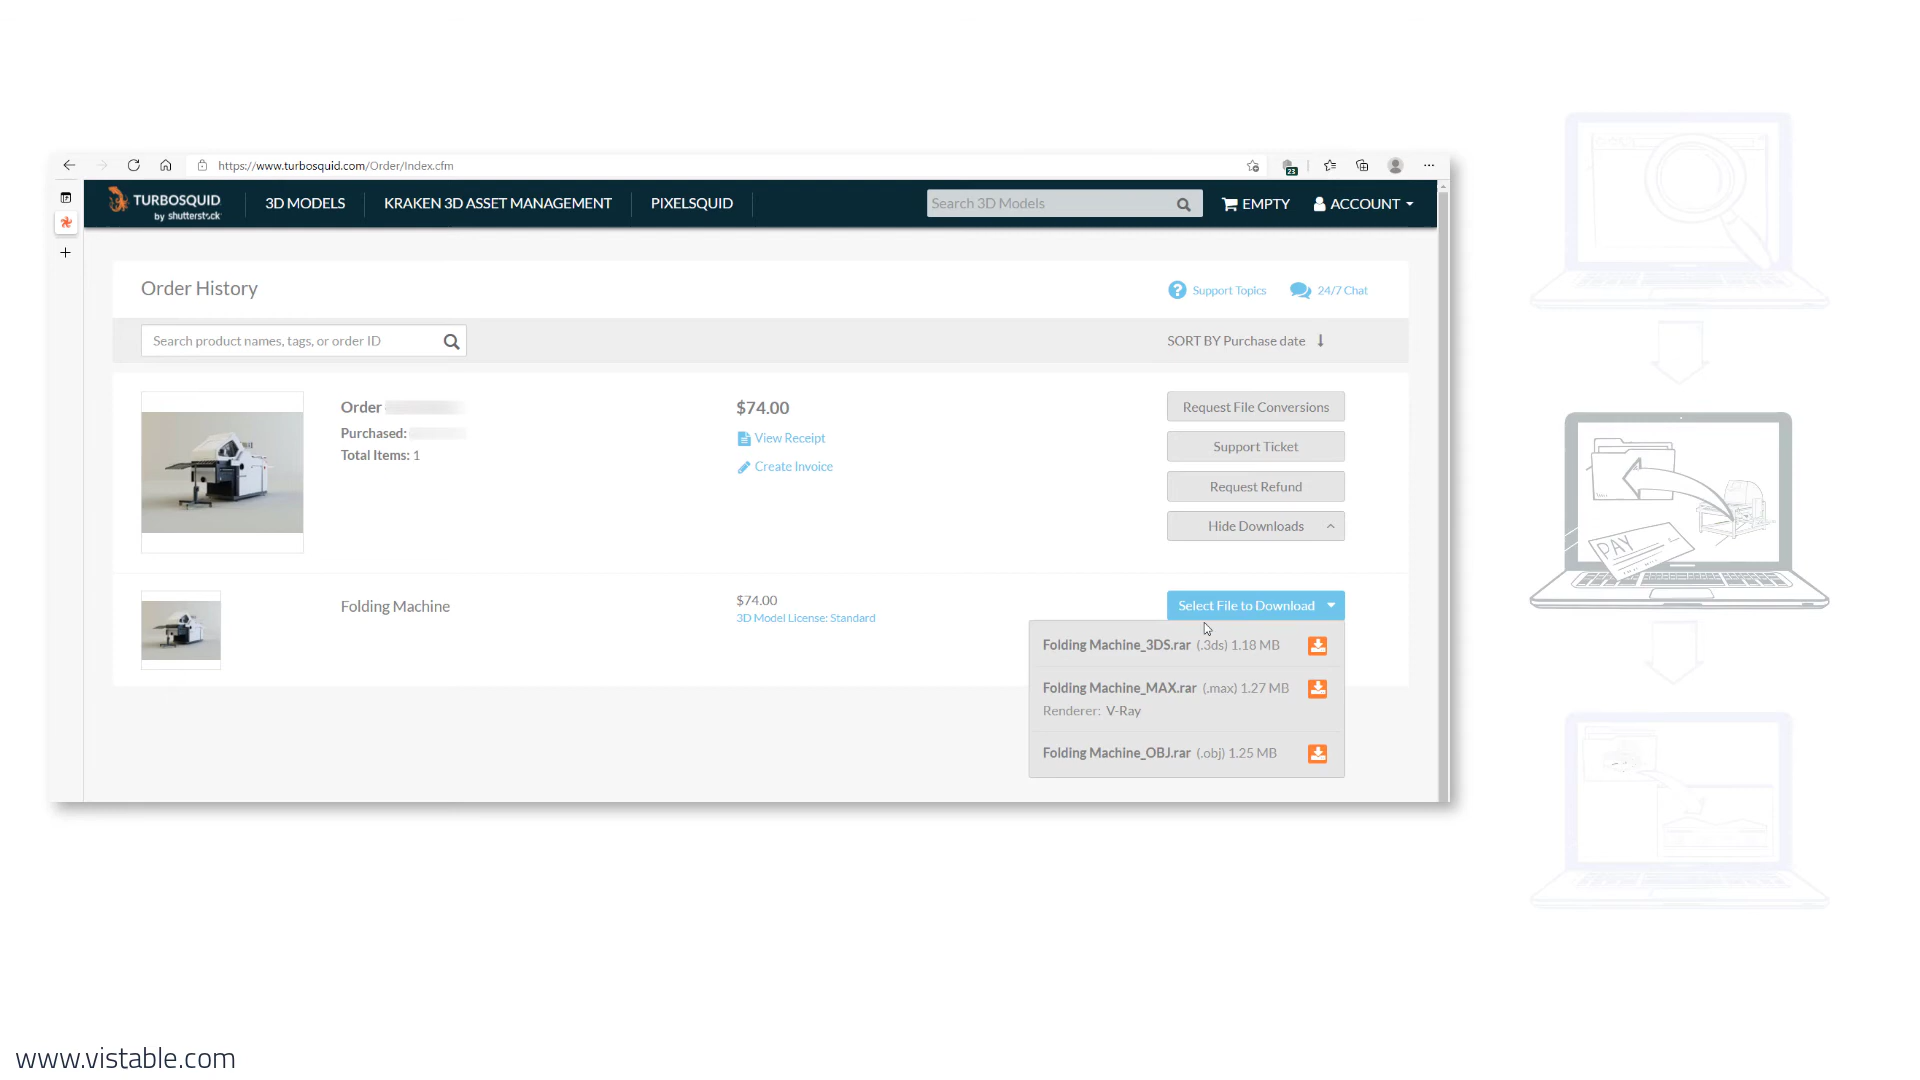 https://www.turbosquid.com/Order/Index.cfm
23
TURBOSQUID
by shutterstock
3D MODELS
KRAKEN 3D ASSET MANAGEMENT
PIXELSQUID
Search 3D Models
EMPTY
ACCOUNT
Order History
Support Topics
24/7 Chat
Search product names, tags, or order ID
SORT BY Purchase date
Order
Purchased:
Total Items: 1
$74.00
View Receipt
Create Invoice
Request File Conversions
Support Ticket
Request Refund
Hide Downloads
Folding Machine
$74.00
3D Model License: Standard
Select File to Download
Folding Machine_3DS.rar (.3ds) 1.18 MB
Folding Machine_MAX.rar (.max) 1.27 MB
Renderer: V-Ray
Folding Machine_OBJ.rar (.obj) 1.25 MB
PAY
www.vistable.com